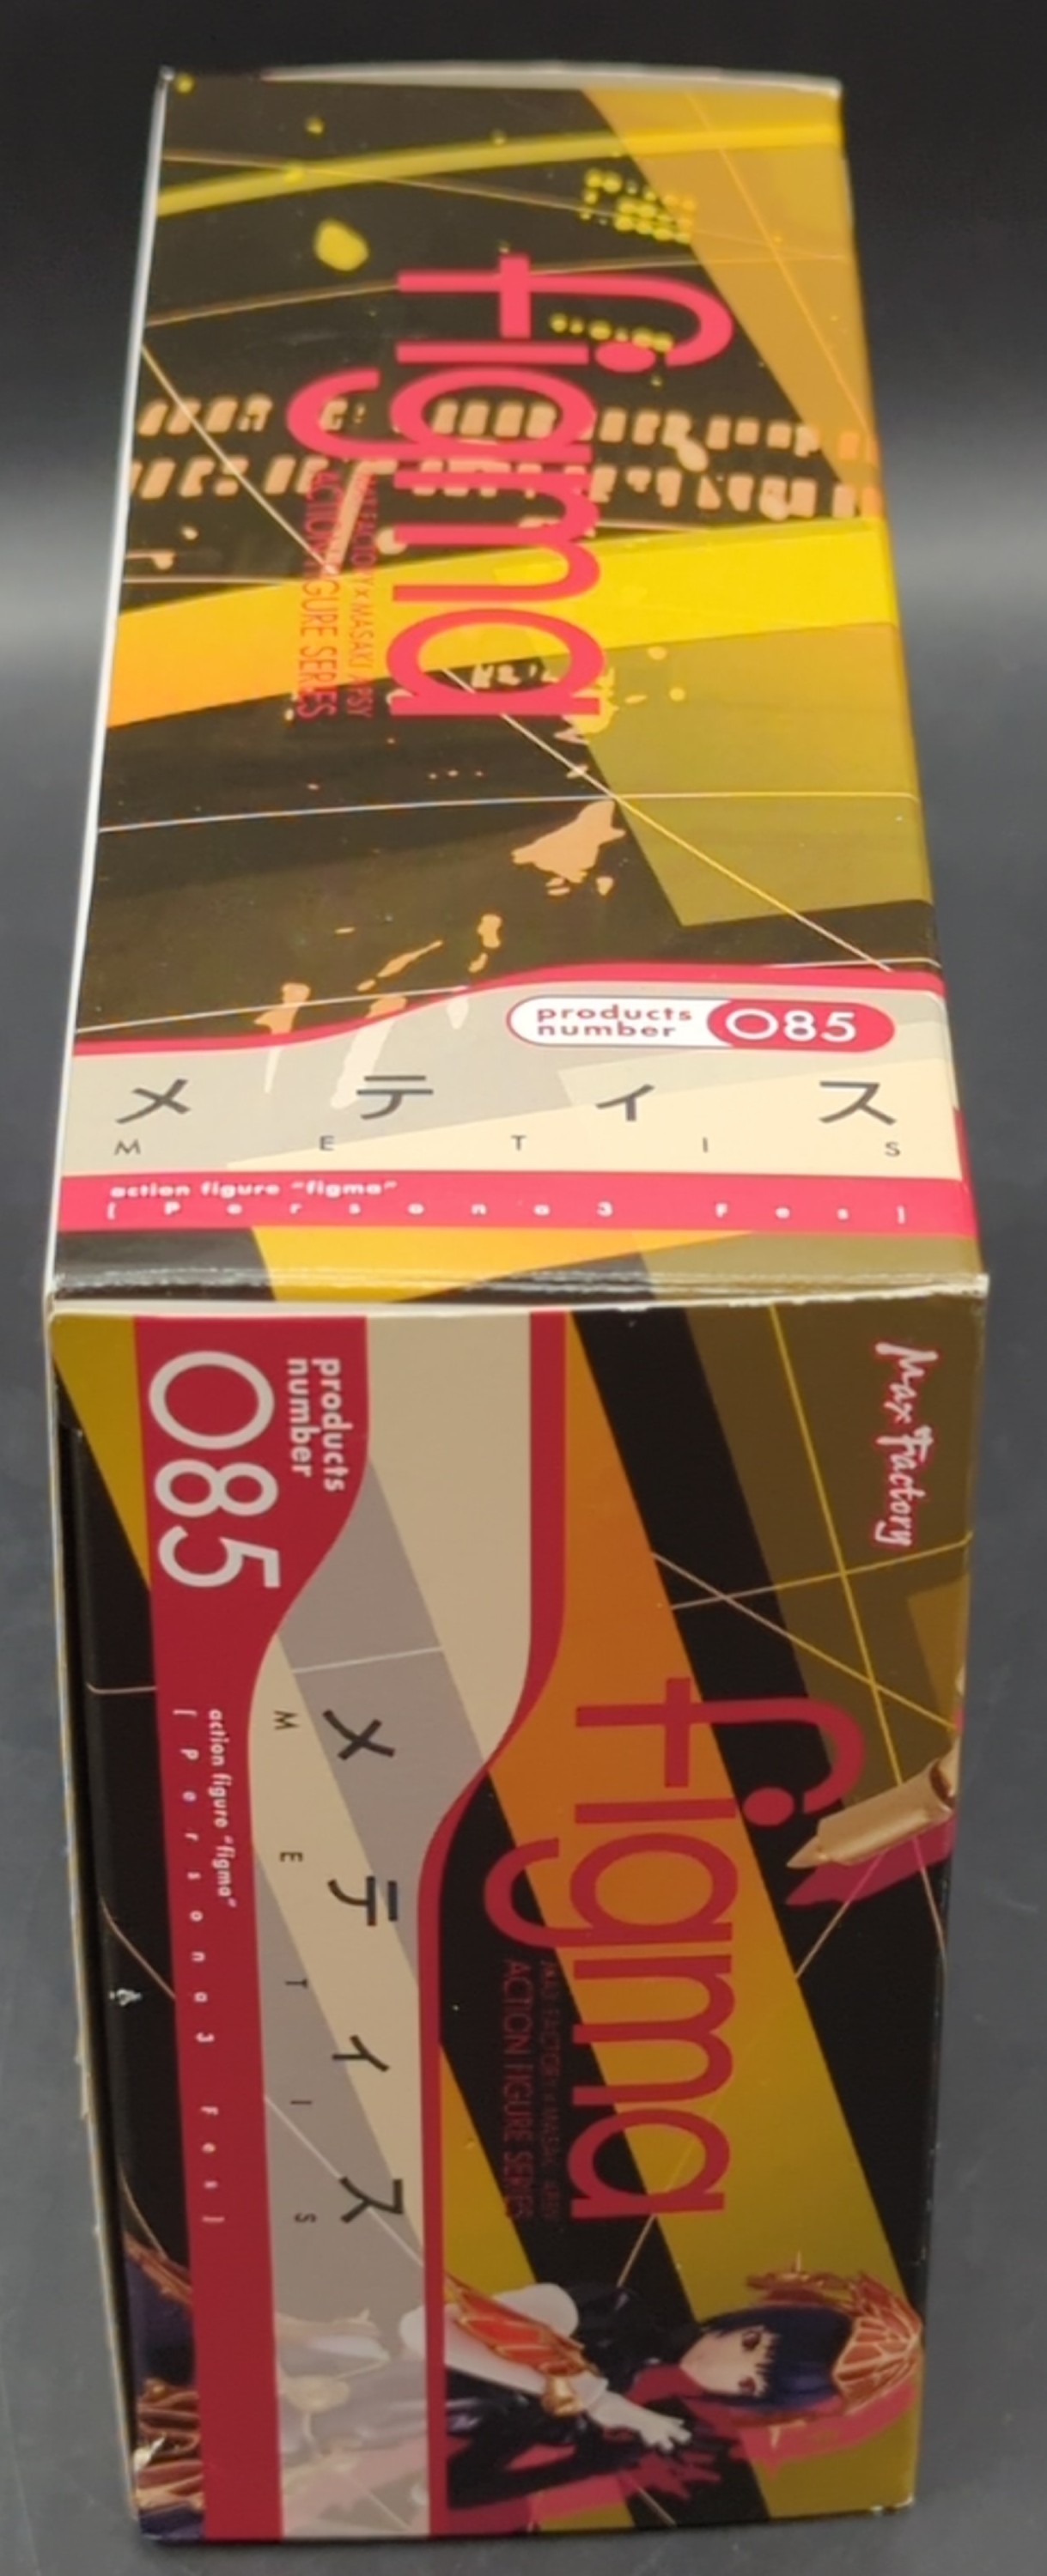 figma
MAX FACTORY × MASAKI APSY
ACTION FIGURE SERIES
products number 085
メティス
METIS
action figure "figma"
[Persona3 Fes]
Max Factory
products number
085
メティス
METIS
action figure "figma"
[Persona3 Fes]
figma
MAX FACTORY × MASAKI APSY
ACTION FIGURE SERIES